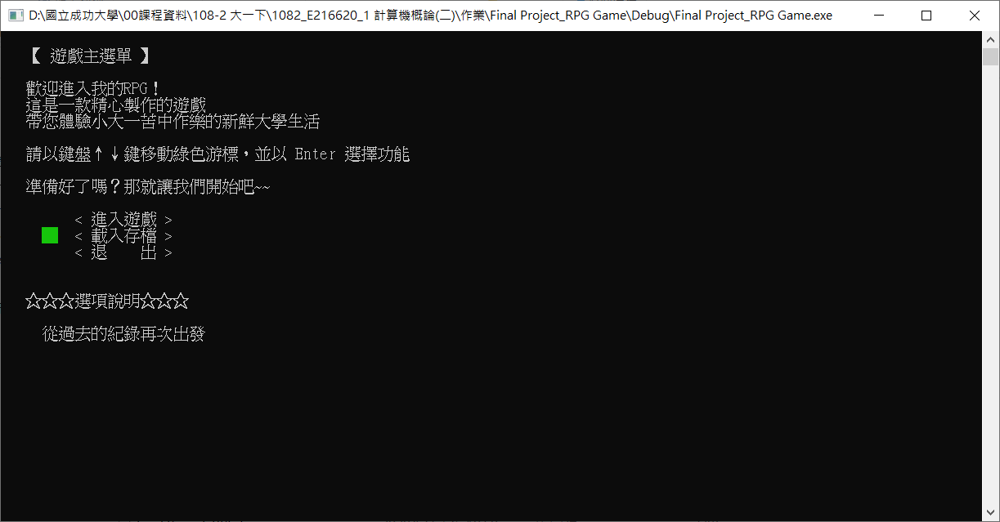 D:\國立成功大學\00課程資料\108-2 大一下\1082_E216620_1 計算機概論(二)\作業\Final Project_RPG Game\Debug\Final Project_RPG Game.exe
【 遊戲主選單 】
歡迎進入我的RPG！
這是一款精心製作的遊戲
帶您體驗小大一苦中作樂的新鮮大學生活
請以鍵盤↑↓鍵移動綠色游標，並以 Enter 選擇功能
準備好了嗎？那就讓我們開始吧~~
< 進入遊戲 >
< 載入存檔 >
< 退　　出 >
☆☆☆選項說明☆☆☆
從過去的紀錄再次出發